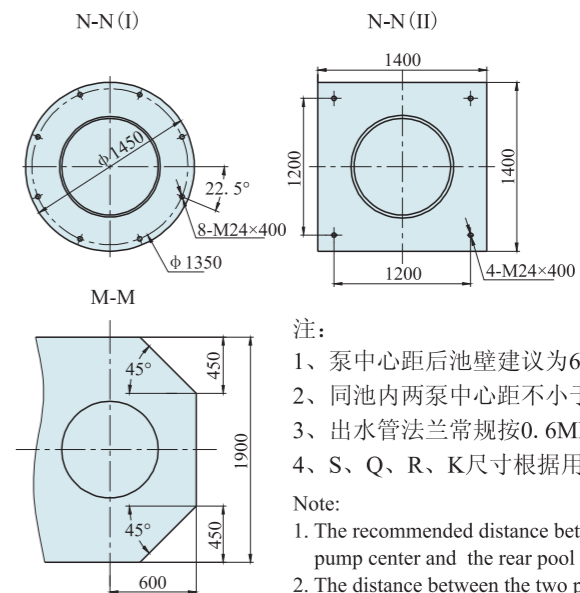 N-N(I)
N-N(II)
φ1450
22.5°
8-M24×400
φ1350
1400
1200
1400
1200
4-M24×400
M-M
45°
450
1900
45°
450
600
注:
1、泵中心距后池壁建议为6
2、同池内两泵中心距不小于
3、出水管法兰常规按0.6M
4、S、Q、R、K尺寸根据用
Note:
1. The recommended distance bet
pump center and the rear pool
2. The distance between the two p